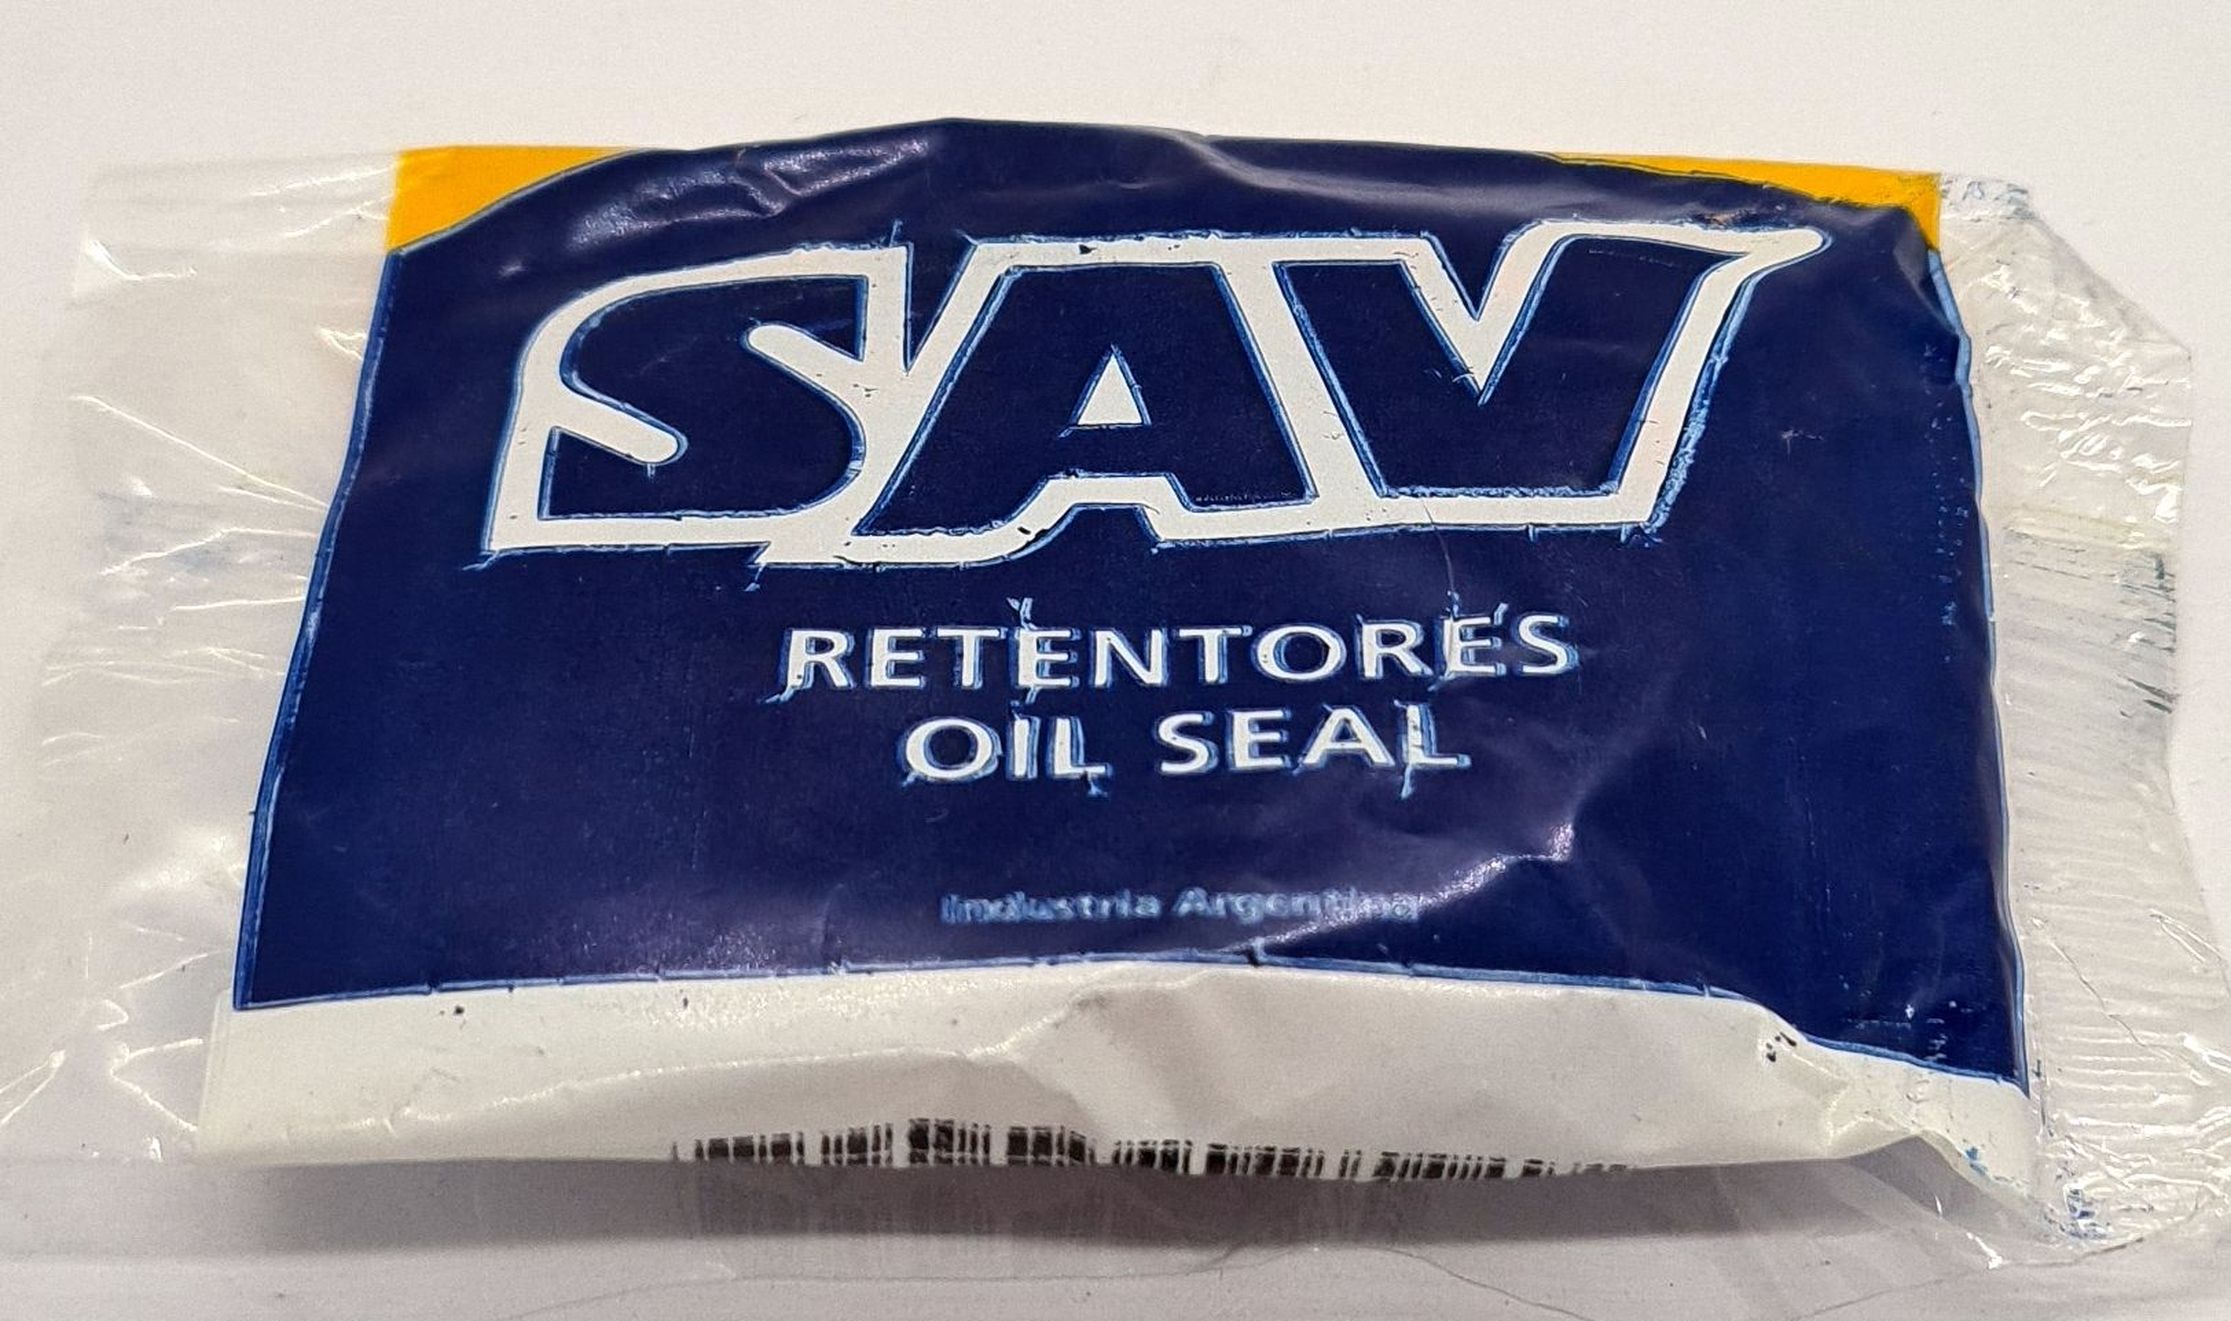 SAV
RETENTORES
OIL SEAL
Industria Argentina